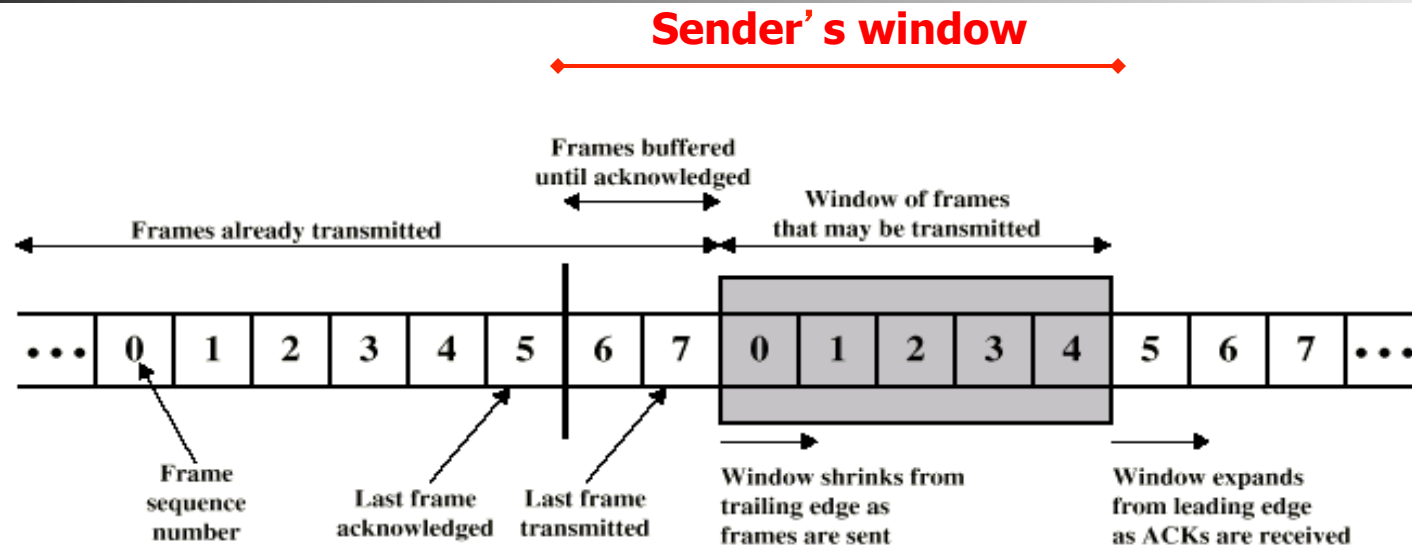 Sender's window
Frames buffered
until acknowledged
Window of frames
that may be transmitted
Frames already transmitted
••• 0 1 2 3 4 5 6 7 0 1 2 3 4 5 6 7 •••
Frame
sequence
number
Last frame
acknowledged
Last frame
transmitted
Window shrinks from
trailing edge as
frames are sent
Window expands
from leading edge
as ACKs are received